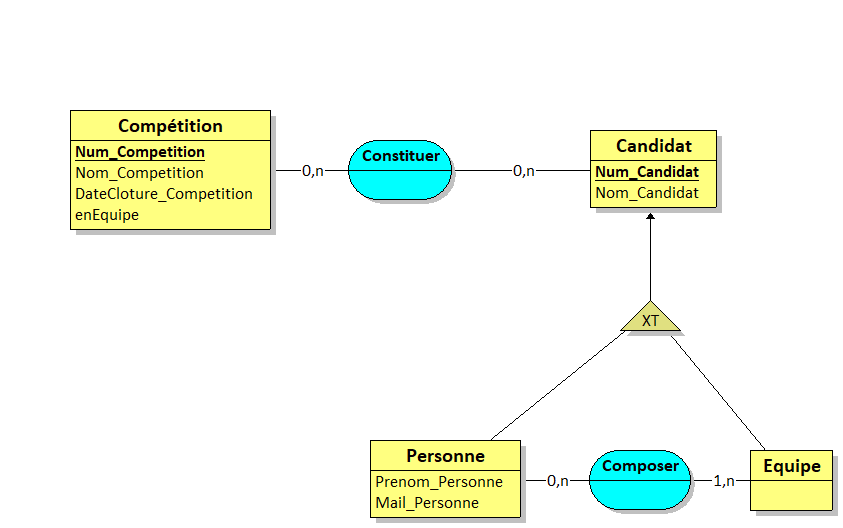 Compétition
Num_Competition
Nom_Competition
DateCloture_Competition
enEquipe
0,n
Constituer
0,n
Candidat
Num_Candidat
Nom_Candidat
XT
Personne
Prenom_Personne
Mail_Personne
0,n
Composer
1,n
Equipe